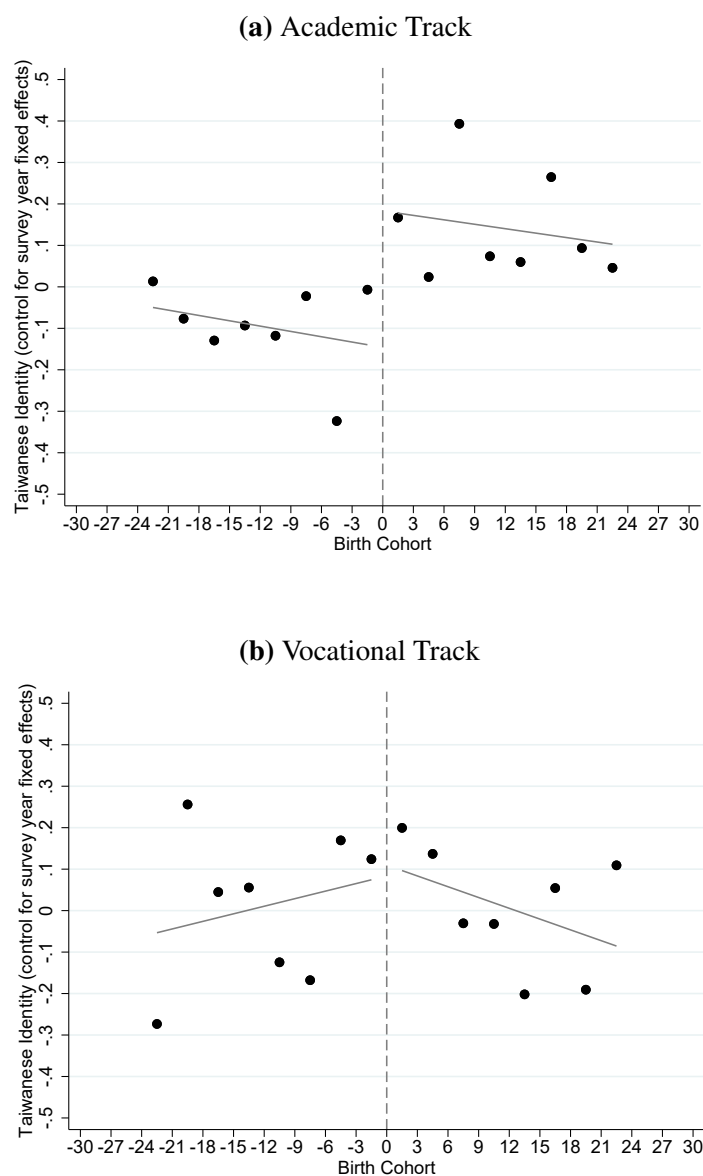 (a) Academic Track
Taiwanese Identity (control for survey year fixed effects)
.5
.4
.3
.2
.1
0
-.1
-.2
-.3
-.4
-.5
-30 -27 -24 -21 -18 -15 -12 -9 -6 -3 0 3 6 9 12 15 18 21 24 27 30
Birth Cohort
(b) Vocational Track
Taiwanese Identity (control for survey year fixed effects)
.5
.4
.3
.2
.1
0
-.1
-.2
-.3
-.4
-.5
-30 -27 -24 -21 -18 -15 -12 -9 -6 -3 0 3 6 9 12 15 18 21 24 27 30
Birth Cohort